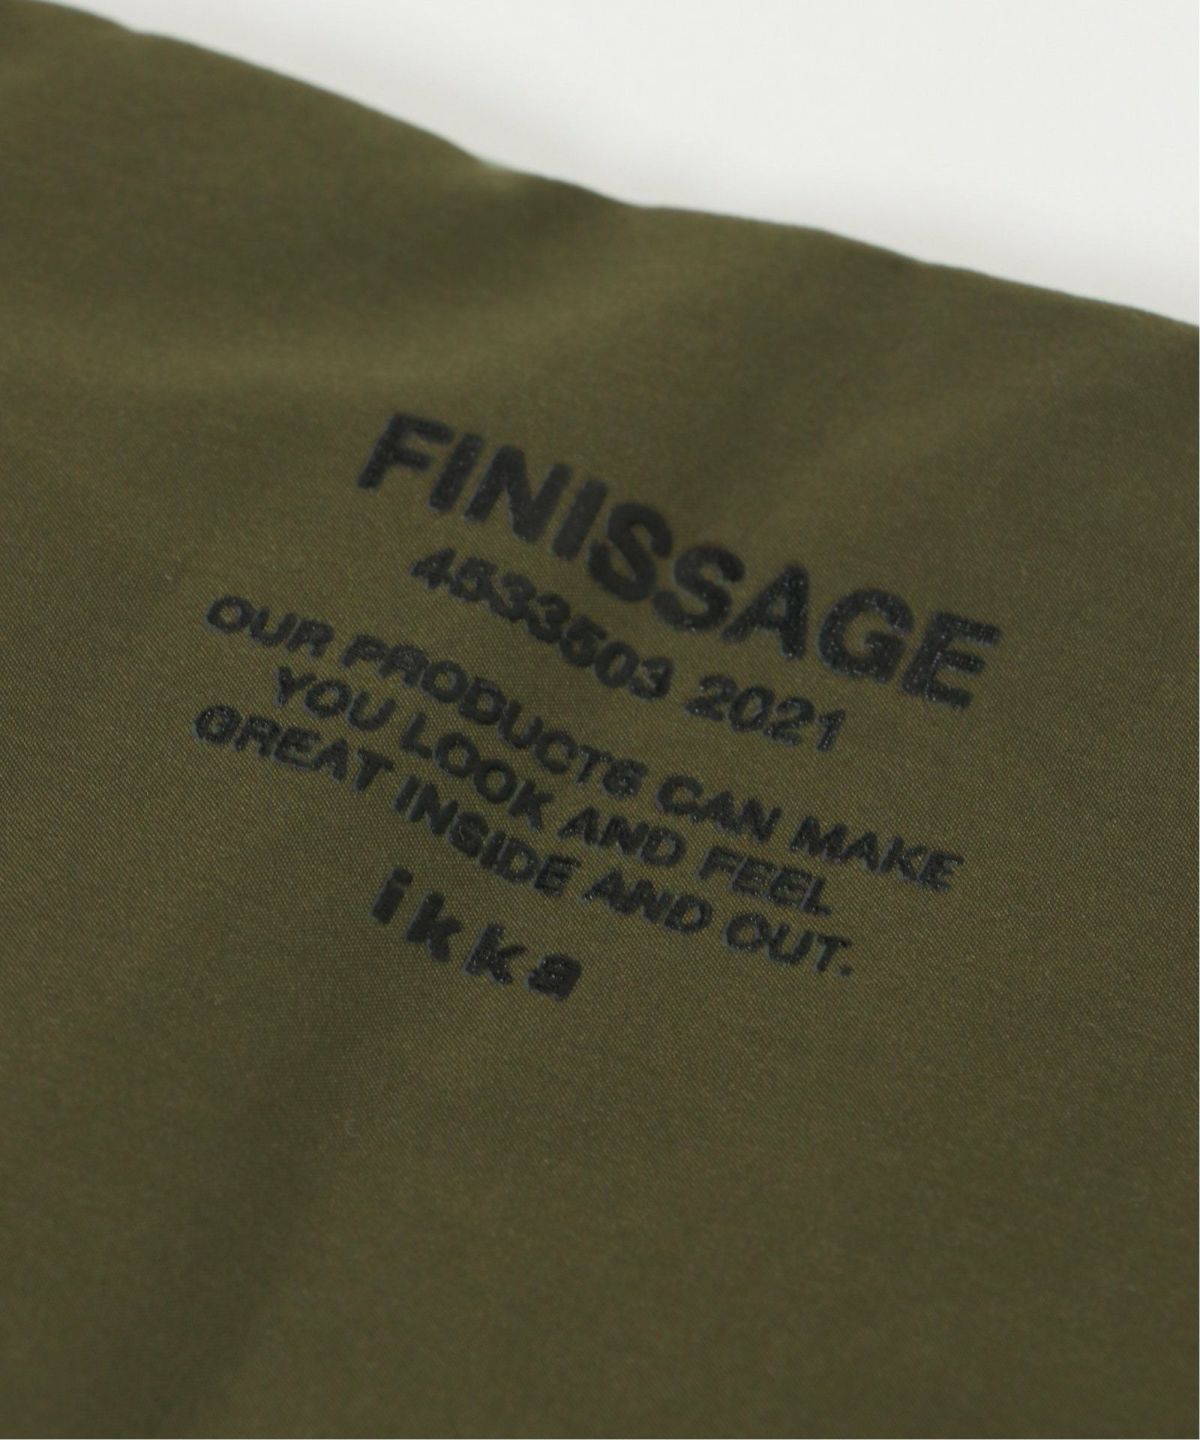 FINISSAGE
4533503 2021
OUR PRODUCTS CAN MAKE
YOU LOOK AND FEEL
GREAT INSIDE AND OUT.
ikka